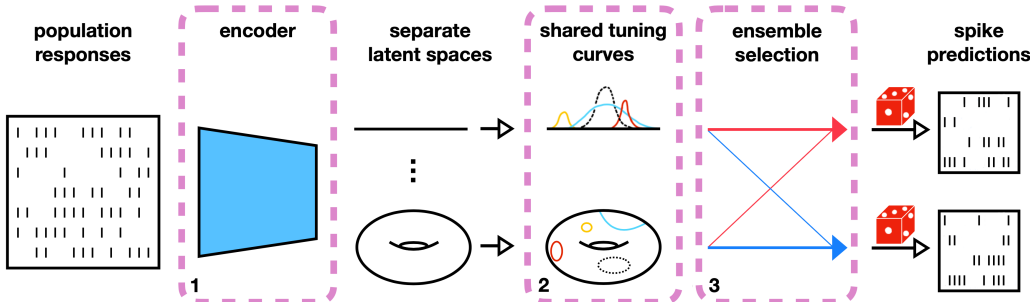 population
responses
encoder
separate
latent spaces
shared tuning
curves
ensemble
selection
spike
predictions
1
2
3